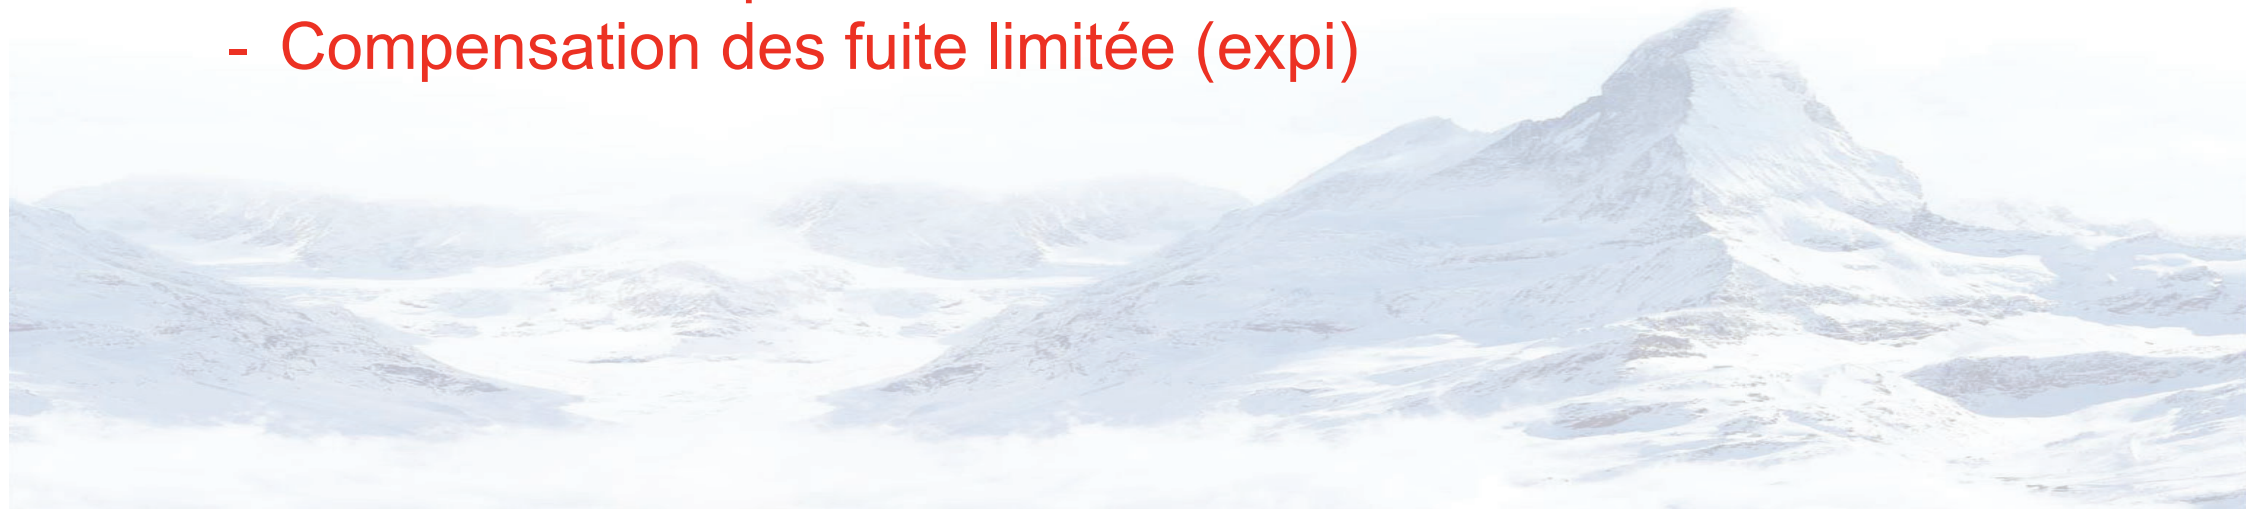 - Compensation des fuite limitée (expi)